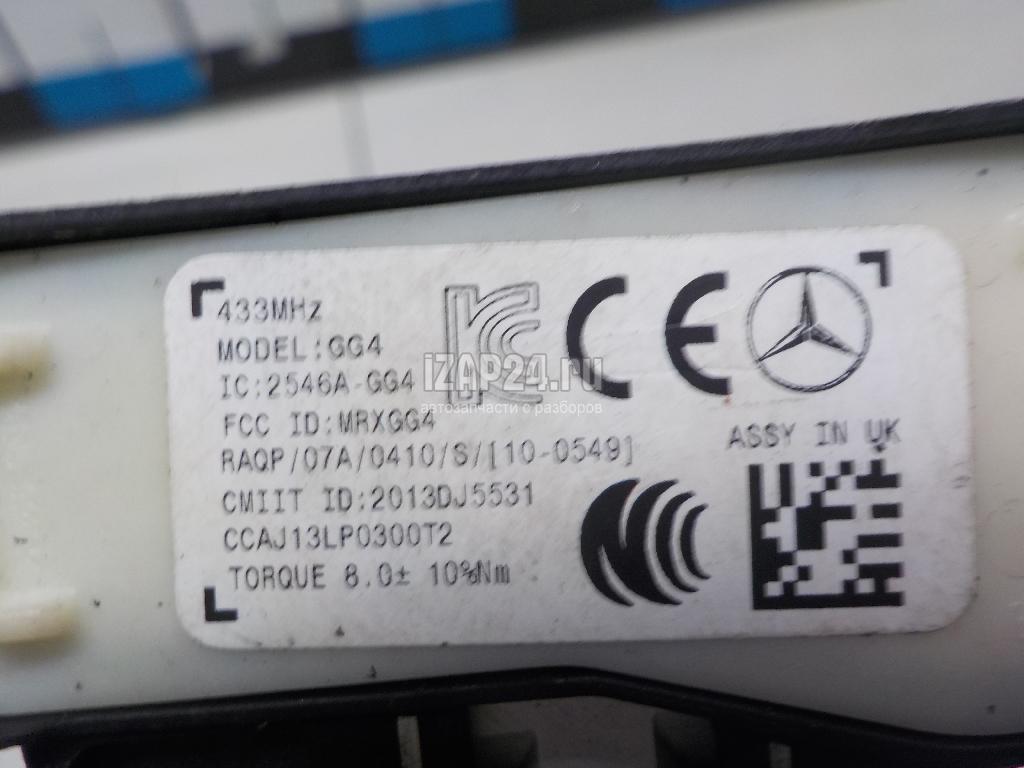 433MHz
MODEL:GG4
IC:2546A-GG4
FCC ID:MRXGG4
RAQP/07A/0410/S/[10-0549]
CMIIT ID:2013DJ5531
CCAJ13LP0300T2
TORQUE 8.0± 10%Nm
CE
ASSY IN UK
iZAP24.ru
автозапчасти с разборов